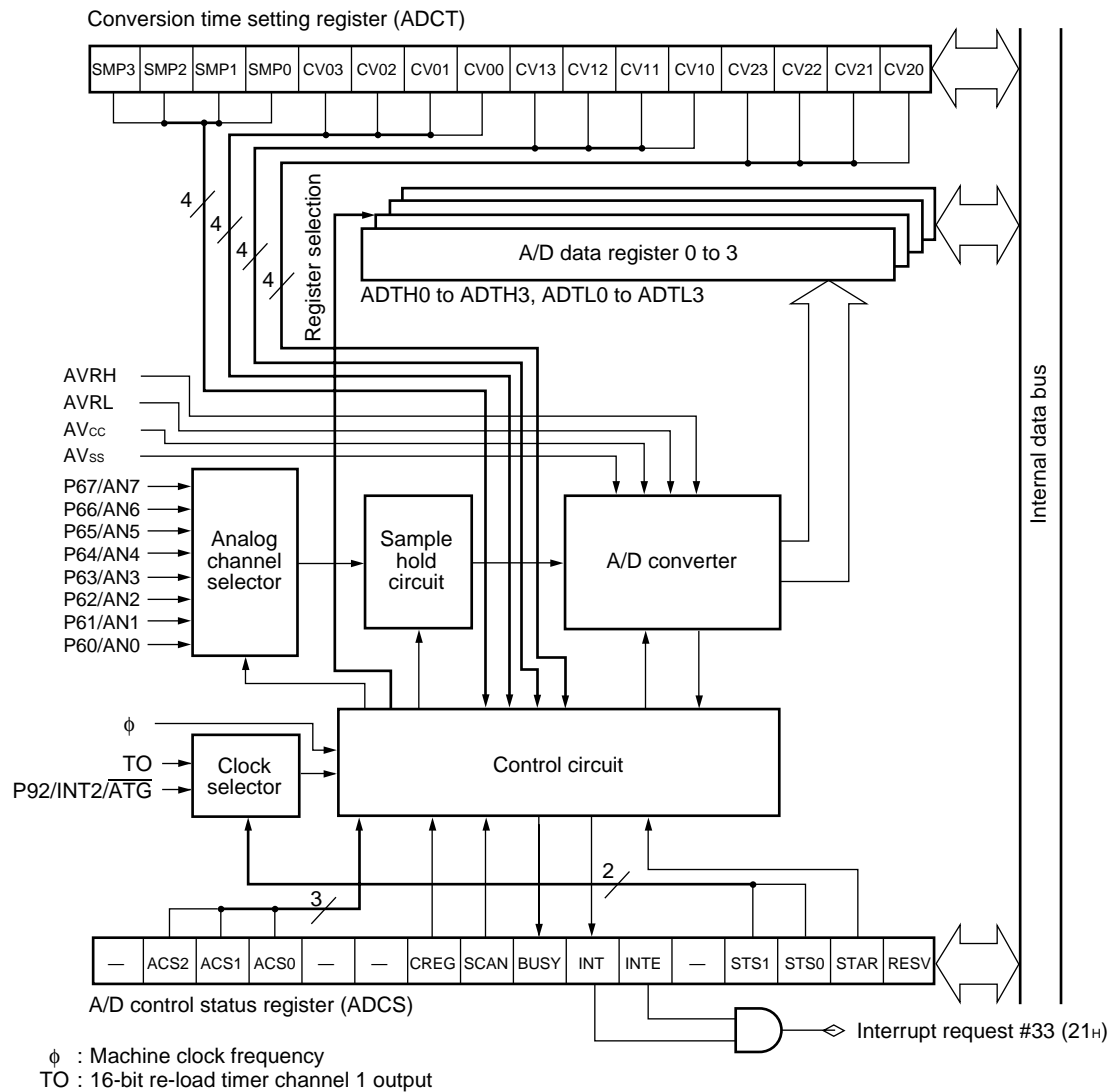 Conversion time setting register (ADCT)
SMP3 SMP2 SMP1 SMP0 CV03 CV02 CV01 CV00 CV13 CV12 CV11 CV10 CV23 CV22 CV21 CV20
4
4
4
4
Register selection
A/D data register 0 to 3
ADTH0 to ADTH3, ADTL0 to ADTL3
Internal data bus
AVRH
AVRL
AVCC
AVSS
P67/AN7
P66/AN6
P65/AN5
P64/AN4
P63/AN3
P62/AN2
P61/AN1
P60/AN0
Analog channel selector
Sample hold circuit
A/D converter
φ
TO
P92/INT2/A̅T̅G̅
Clock selector
Control circuit
3
2
— ACS2 ACS1 ACS0 — — CREG SCAN BUSY INT INTE — STS1 STS0 STAR RESV
A/D control status register (ADCS)
Interrupt request #33 (21H)
φ : Machine clock frequency
TO : 16-bit re-load timer channel 1 output